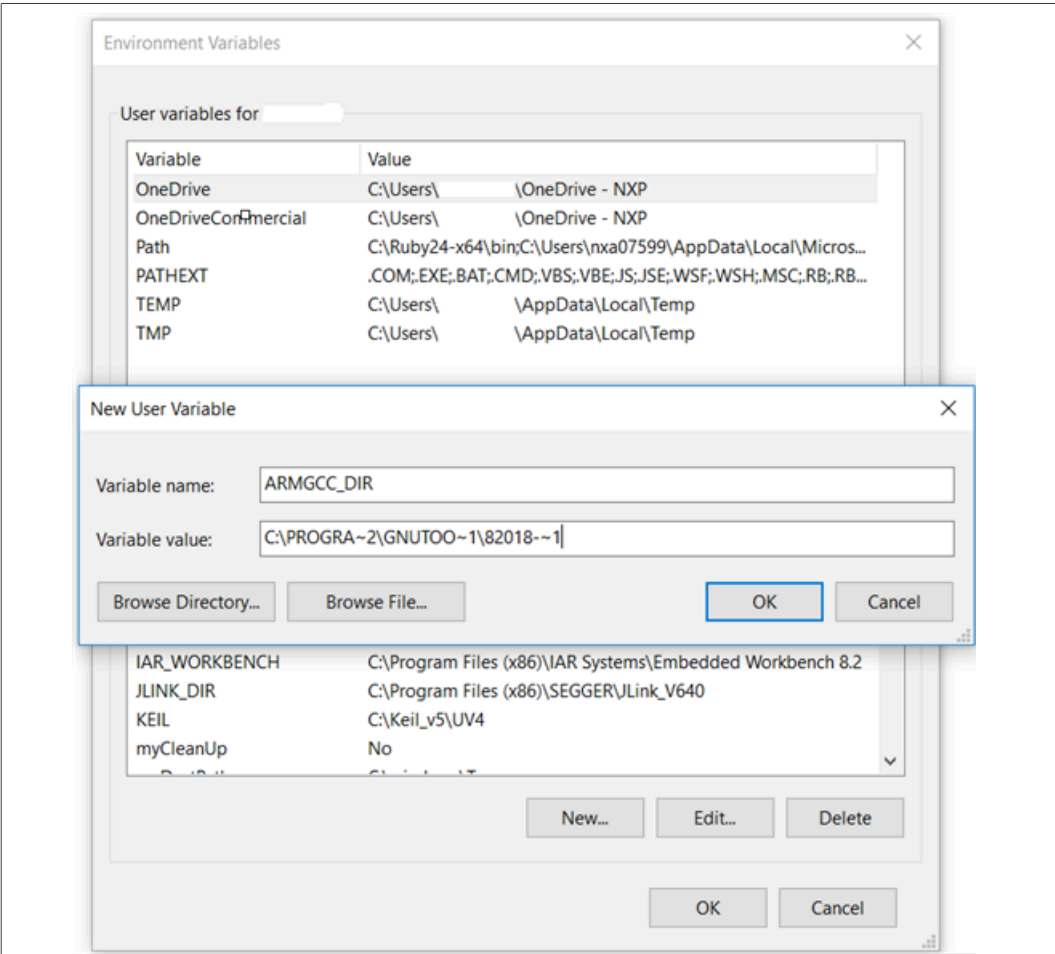 Environment Variables
User variables for
Variable Value
OneDrive C:\Users\ \OneDrive - NXP
OneDriveCommercial C:\Users\ \OneDrive - NXP
Path C:\Ruby24-x64\bin;C:\Users\nxa07599\AppData\Local\Micros...
PATHEXT .COM;.EXE;.BAT;.CMD;.VBS;.VBE;.JS;.JSE;.WSF;.WSH;.MSC;.RB;.RB...
TEMP C:\Users\ \AppData\Local\Temp
TMP C:\Users\ \AppData\Local\Temp
New User Variable
Variable name: ARMGCC_DIR
Variable value: C:\PROGRA~2\GNUTOO~1\82018-~1
Browse Directory... Browse File... OK Cancel
IAR_WORKBENCH C:\Program Files (x86)\IAR Systems\Embedded Workbench 8.2
JLINK_DIR C:\Program Files (x86)\SEGGER\JLink_V640
KEIL C:\Keil_v5\UV4
myCleanUp No
New... Edit... Delete
OK Cancel